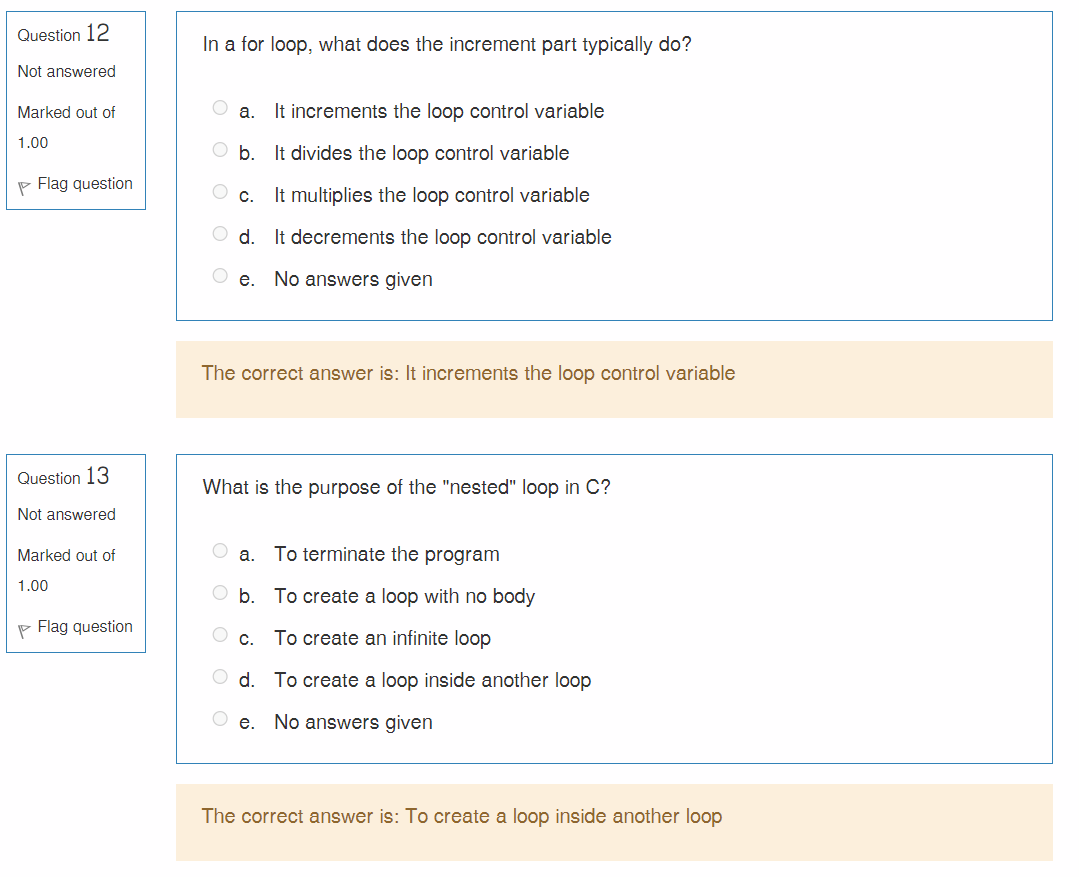 Question 12
Not answered
Marked out of
1.00
Flag question
In a for loop, what does the increment part typically do?
a. It increments the loop control variable
b. It divides the loop control variable
c. It multiplies the loop control variable
d. It decrements the loop control variable
e. No answers given
The correct answer is: It increments the loop control variable
Question 13
Not answered
Marked out of
1.00
Flag question
What is the purpose of the "nested" loop in C?
a. To terminate the program
b. To create a loop with no body
c. To create an infinite loop
d. To create a loop inside another loop
e. No answers given
The correct answer is: To create a loop inside another loop